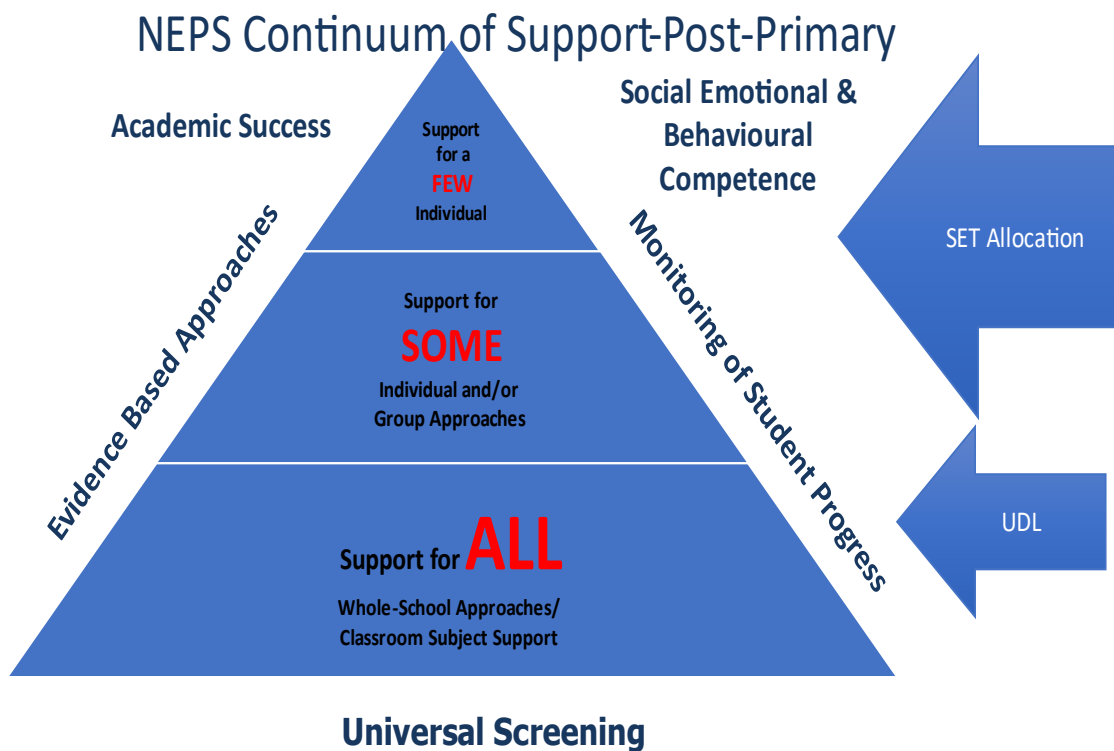 NEPS Continuum of Support-Post-Primary
Academic Success
Social Emotional &
Behavioural
Competence
Support
for a
FEW
Individual
SET Allocation
Evidence Based Approaches
Monitoring of Student Progress
Support for
SOME
Individual and/or
Group Approaches
UDL
Support for ALL
Whole-School Approaches/
Classroom Subject Support
Universal Screening